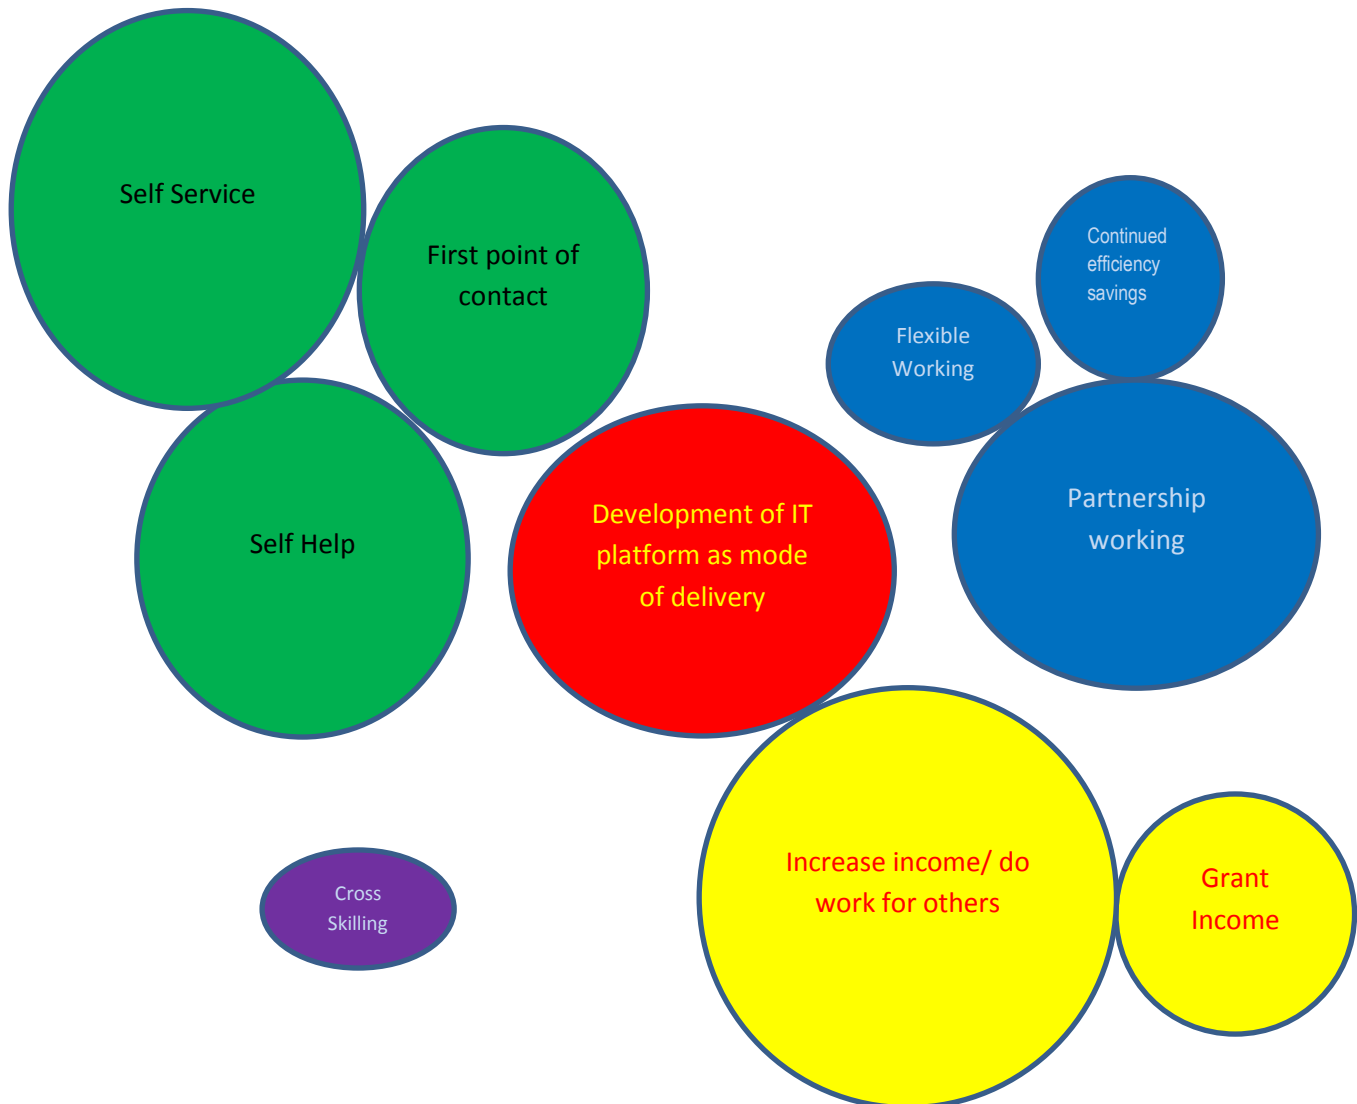 Self Service
First point of
contact
Continued
efficiency
savings
Flexible
Working
Self Help
Development of IT
platform as mode
of delivery
Partnership
working
Increase income/ do
work for others
Grant
Income
Cross
Skilling